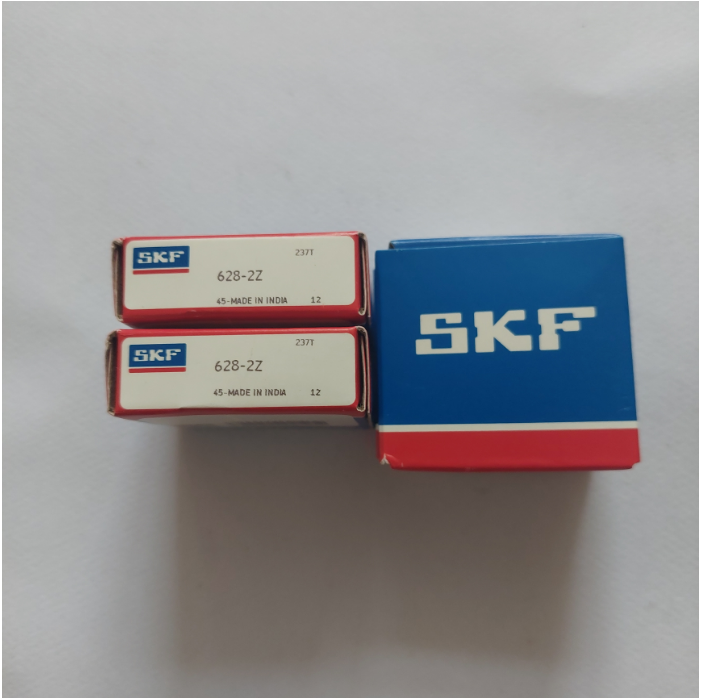 SKF
237T
628-2Z
45-MADE IN INDIA 12
SKF
237T
628-2Z
45-MADE IN INDIA 12
SKF